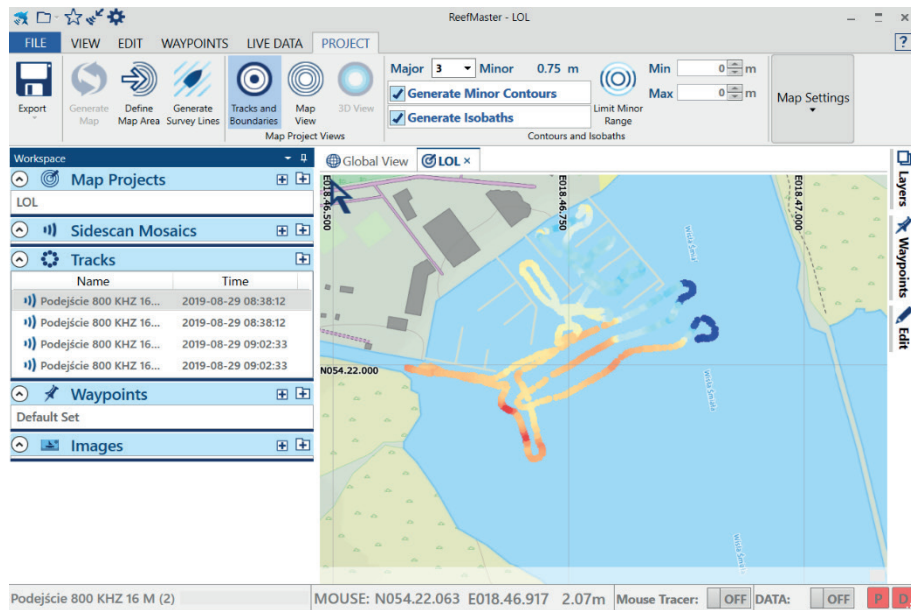 ReefMaster - LOL
FILE VIEW EDIT WAYPOINTS LIVE DATA PROJECT ?
Major 3 Minor 0.75 m Min 0 m
Generate Minor Contours Max 0 m
Generate Isobaths
Export
Generate Map
Define Map Area
Generate Survey Lines
Tracks and Boundaries
Map View
3D View
Limit Minor Range
Map Settings
Map Project Views
Contours and Isobaths
Workspace
Map Projects
LOL
Sidescan Mosaics
Tracks
Name Time
Podejście 800 KHZ 16... 2019-08-29 08:38:12
Podejście 800 KHZ 16... 2019-08-29 08:38:12
Podejście 800 KHZ 16... 2019-08-29 09:02:33
Podejście 800 KHZ 16... 2019-08-29 09:02:33
Waypoints
Default Set
Images
Global View LOL ×
E018.46.500
E018.46.750
E018.47.000
N054.22.000
Wisła Śmiała
Wisła Śmiała
Layers
Waypoints
Edit
Podejście 800 KHZ 16 M (2)
MOUSE: N054.22.063 E018.46.917 2.07m Mouse Tracer: OFF DATA: OFF P D